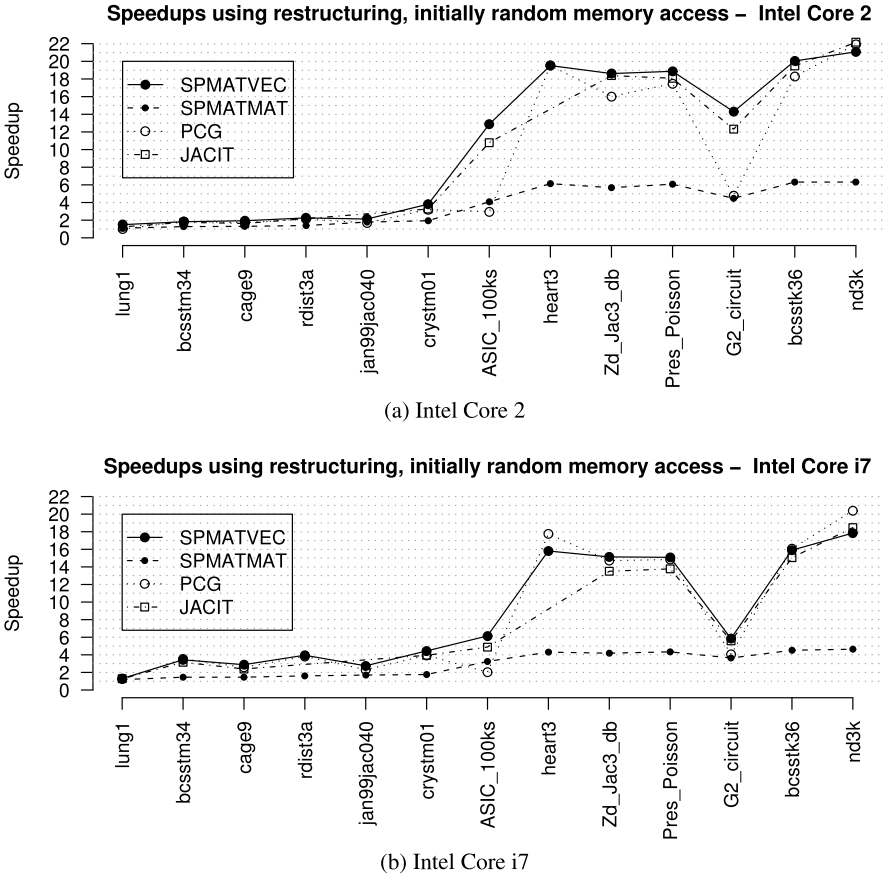 Speedups using restructuring, initially random memory access – Intel Core 2
Speedup
22
20
18
16
14
12
10
8
6
4
2
0
SPMATVEC
SPMATMAT
PCG
JACIT
lung1
bcsstm34
cage9
rdist3a
jan99jac040
crystm01
ASIC_100ks
heart3
Zd_Jac3_db
Pres_Poisson
G2_circuit
bcsstk36
nd3k
(a) Intel Core 2
Speedups using restructuring, initially random memory access – Intel Core i7
Speedup
22
20
18
16
14
12
10
8
6
4
2
0
SPMATVEC
SPMATMAT
PCG
JACIT
lung1
bcsstm34
cage9
rdist3a
jan99jac040
crystm01
ASIC_100ks
heart3
Zd_Jac3_db
Pres_Poisson
G2_circuit
bcsstk36
nd3k
(b) Intel Core i7